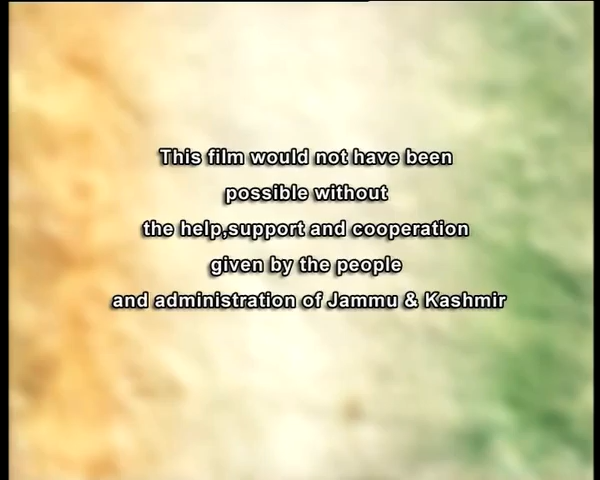 This film would not have been
possible without
the help,support and cooperation
given by the people
and administration of Jammu & Kashmir